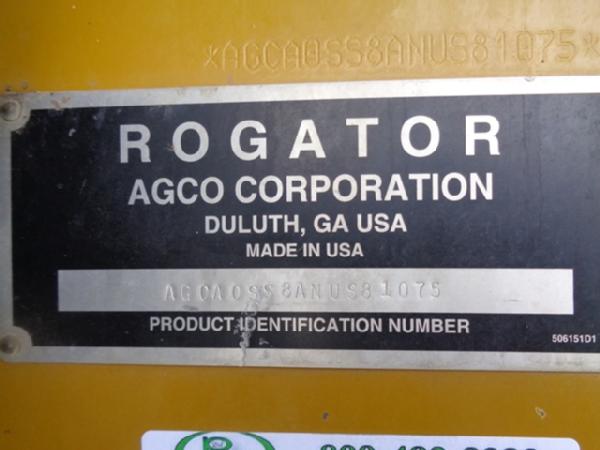 *AGCA0SS8ANUS81075*
ROGATOR
AGCO CORPORATION
DULUTH, GA USA
MADE IN USA
AGCA0SS8ANUS81075
PRODUCT IDENTIFICATION NUMBER
506151D1